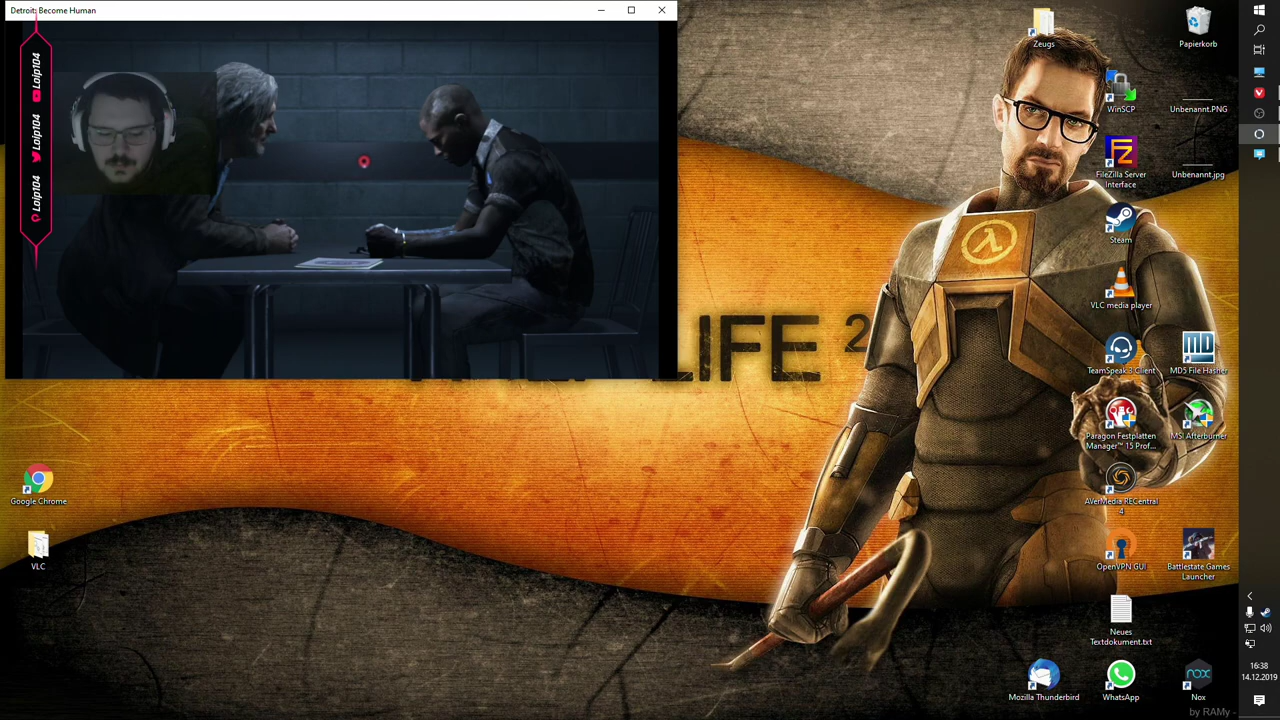 Detroit: Become Human
Loip104
Loip104
Loip104
LIFE 2
Zeugs
Papierkorb
WinSCP
Unbenannt.PNG
FileZilla Server
Interface
Unbenannt.jpg
Steam
VLC media player
TeamSpeak 3 Client
MD5 File Hasher
Paragon Festplatten
Manager™ 15 Prof...
MSI Afterburner
AVerMedia RECentral
4
OpenVPN GUI
Battlestate Games
Launcher
Google Chrome
VLC
Neues
Textdokument.txt
Mozilla Thunderbird
WhatsApp
Nox
16:38
14.12.2019
by RAMy -